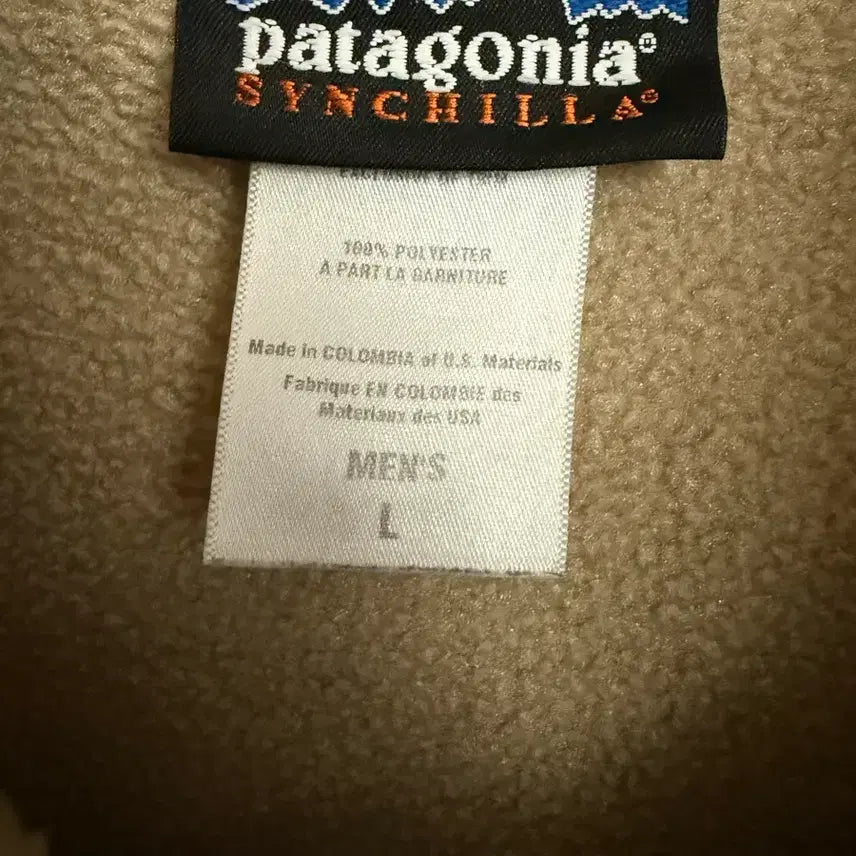 patagonia®
SYNCHILLA®
100% POLYESTER
À PART LA GARNITURE
Made in COLOMBIA of U.S. Materials
Fabriqué EN COLOMBIE des
Materiaux des USA
MEN'S
L